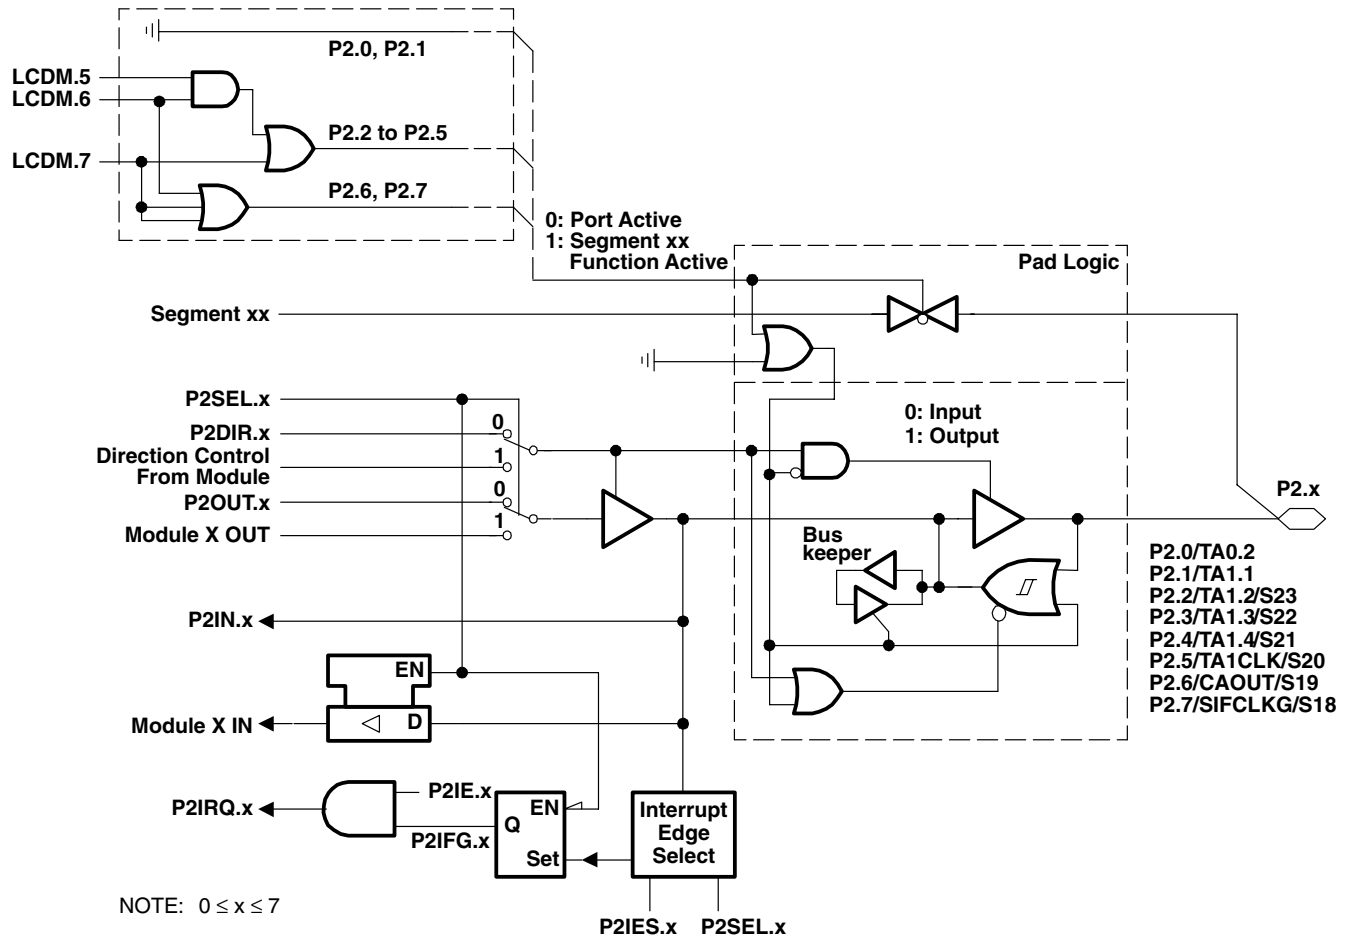 P2.0, P2.1
LCDM.5
LCDM.6
P2.2 to P2.5
LCDM.7
P2.6, P2.7
0: Port Active
1: Segment xx
Function Active
Pad Logic
Segment xx
P2SEL.x
0
P2DIR.x
Direction Control
From Module
1
P2OUT.x
0
Module X OUT
1
0: Input
1: Output
Bus
keeper
P2.x
P2.0/TA0.2
P2.1/TA1.1
P2.2/TA1.2/S23
P2.3/TA1.3/S22
P2.4/TA1.4/S21
P2.5/TA1CLK/S20
P2.6/CAOUT/S19
P2.7/SIFCLKG/S18
P2IN.x
EN
Module X IN
D
P2IE.x
P2IRQ.x
P2IFG.x
EN
Q
Set
Interrupt
Edge
Select
NOTE: 0 ≤ x ≤ 7
P2IES.x
P2SEL.x